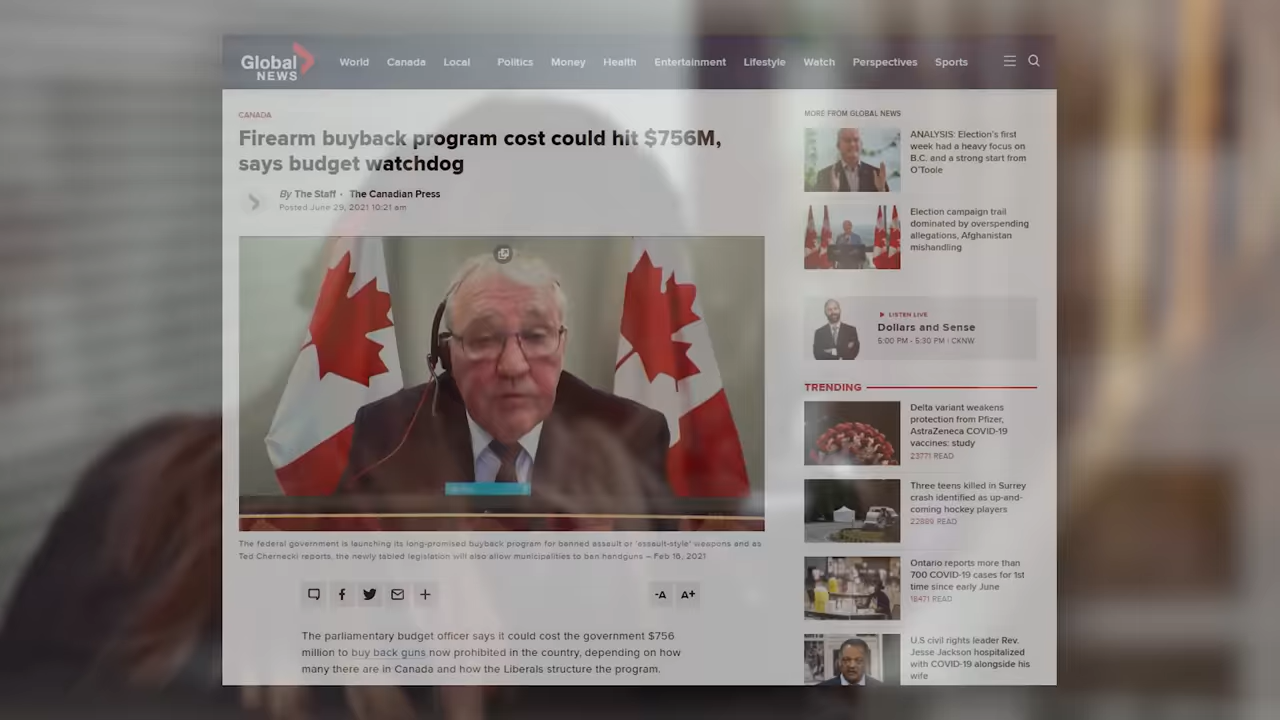 Global NEWS
World Canada Local Politics Money Health Entertainment Lifestyle Watch Perspectives Sports
CANADA
Firearm buyback program cost could hit $756M,
says budget watchdog
By The Staff · The Canadian Press
Posted June 29, 2021 10:21 am
The federal government is launching its long-promised buyback program for banned assault or 'assault-style' weapons and as
Ted Chernecki reports, the newly tabled legislation will also allow municipalities to ban handguns – Feb 16, 2021
-A A+
The parliamentary budget officer says it could cost the government $756
million to buy back guns now prohibited in the country, depending on how
many there are in Canada and how the Liberals structure the program.
MORE FROM GLOBAL NEWS
ANALYSIS: Election's first
week had a heavy focus on
B.C. and a strong start from
O'Toole
Election campaign trail
dominated by overspending
allegations, Afghanistan
mishandling
LISTEN LIVE
Dollars and Sense
5:00 PM - 5:30 PM | CKNW
TRENDING
Delta variant weakens
protection from Pfizer,
AstraZeneca COVID-19
vaccines: study
23771 READ
Three teens killed in Surrey
crash identified as up-and-
coming hockey players
22889 READ
Ontario reports more than
700 COVID-19 cases for 1st
time since early June
18471 READ
U.S civil rights leader Rev.
Jesse Jackson hospitalized
with COVID-19 alongside his
wife